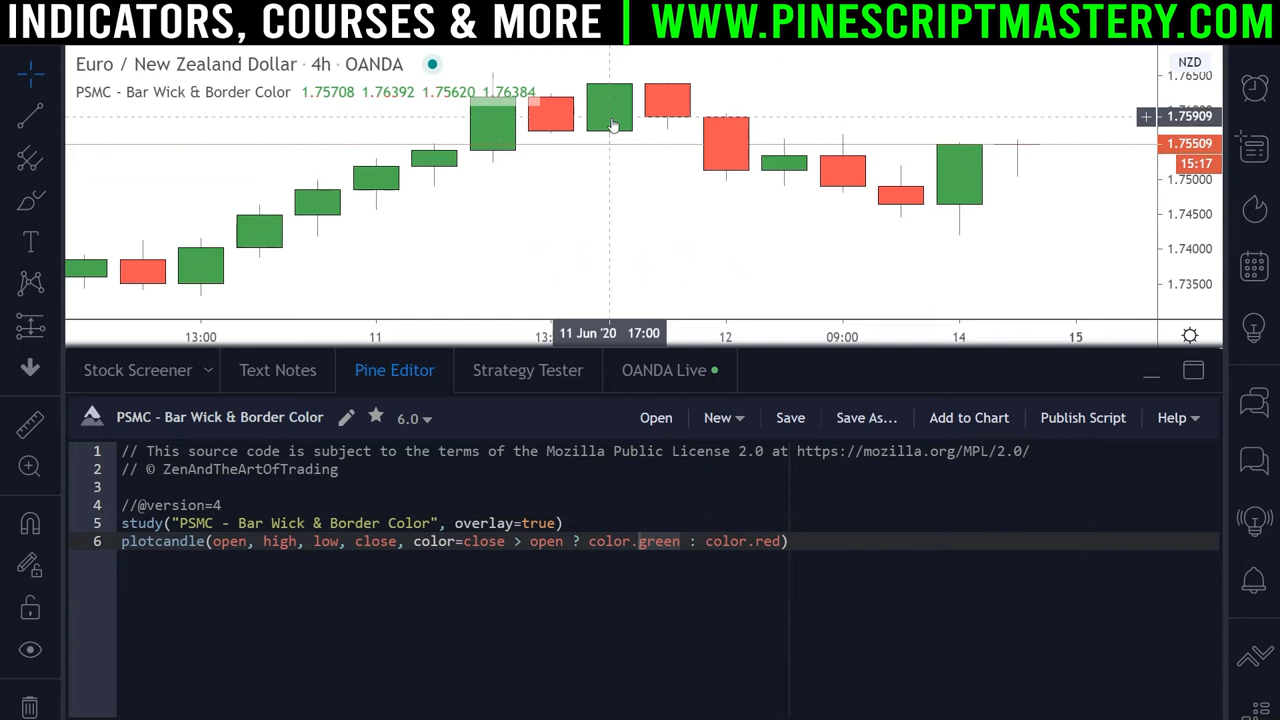 INDICATORS, COURSES & MORE | WWW.PINESCRIPTMASTERY.COM
Euro / New Zealand Dollar · 4h · OANDA
NZD
PSMC - Bar Wick & Border Color 1.75708 1.76392 1.75620 1.76384
1.76500
1.75909
1.75509
15:17
1.75000
1.74500
1.74000
1.73500
13:00 11 11 Jun '20 17:00 12 09:00 14 15
Stock Screener Text Notes Pine Editor Strategy Tester OANDA Live
PSMC - Bar Wick & Border Color 6.0 Open New Save Save As... Add to Chart Publish Script Help
1 // This source code is subject to the terms of the Mozilla Public License 2.0 at https://mozilla.org/MPL/2.0/
2 // © ZenAndTheArtOfTrading
3
4 //@version=4
5 study("PSMC - Bar Wick & Border Color", overlay=true)
6 plotcandle(open, high, low, close, color=close > open ? color.green : color.red)